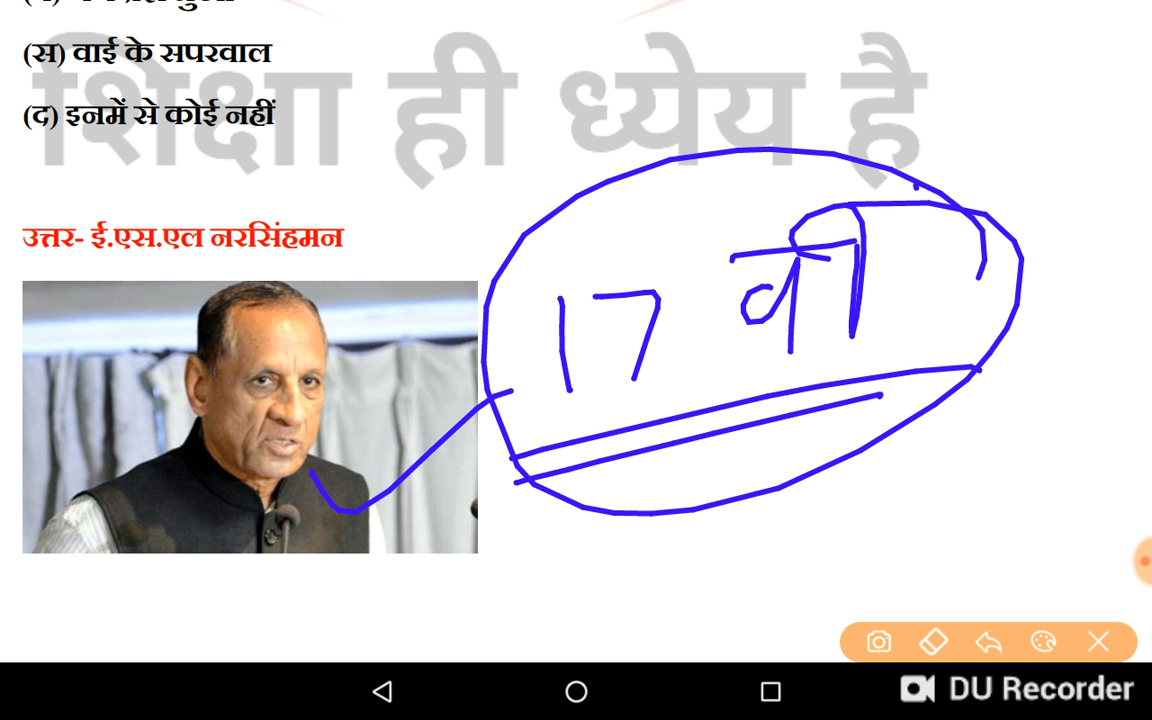 (स) वाई के सपरवाल
(द) इनमें से कोई नहीं
शिक्षा ही ध्येय है
उत्तर- ई.एस.एल नरसिंहमन
17 वी
DU Recorder